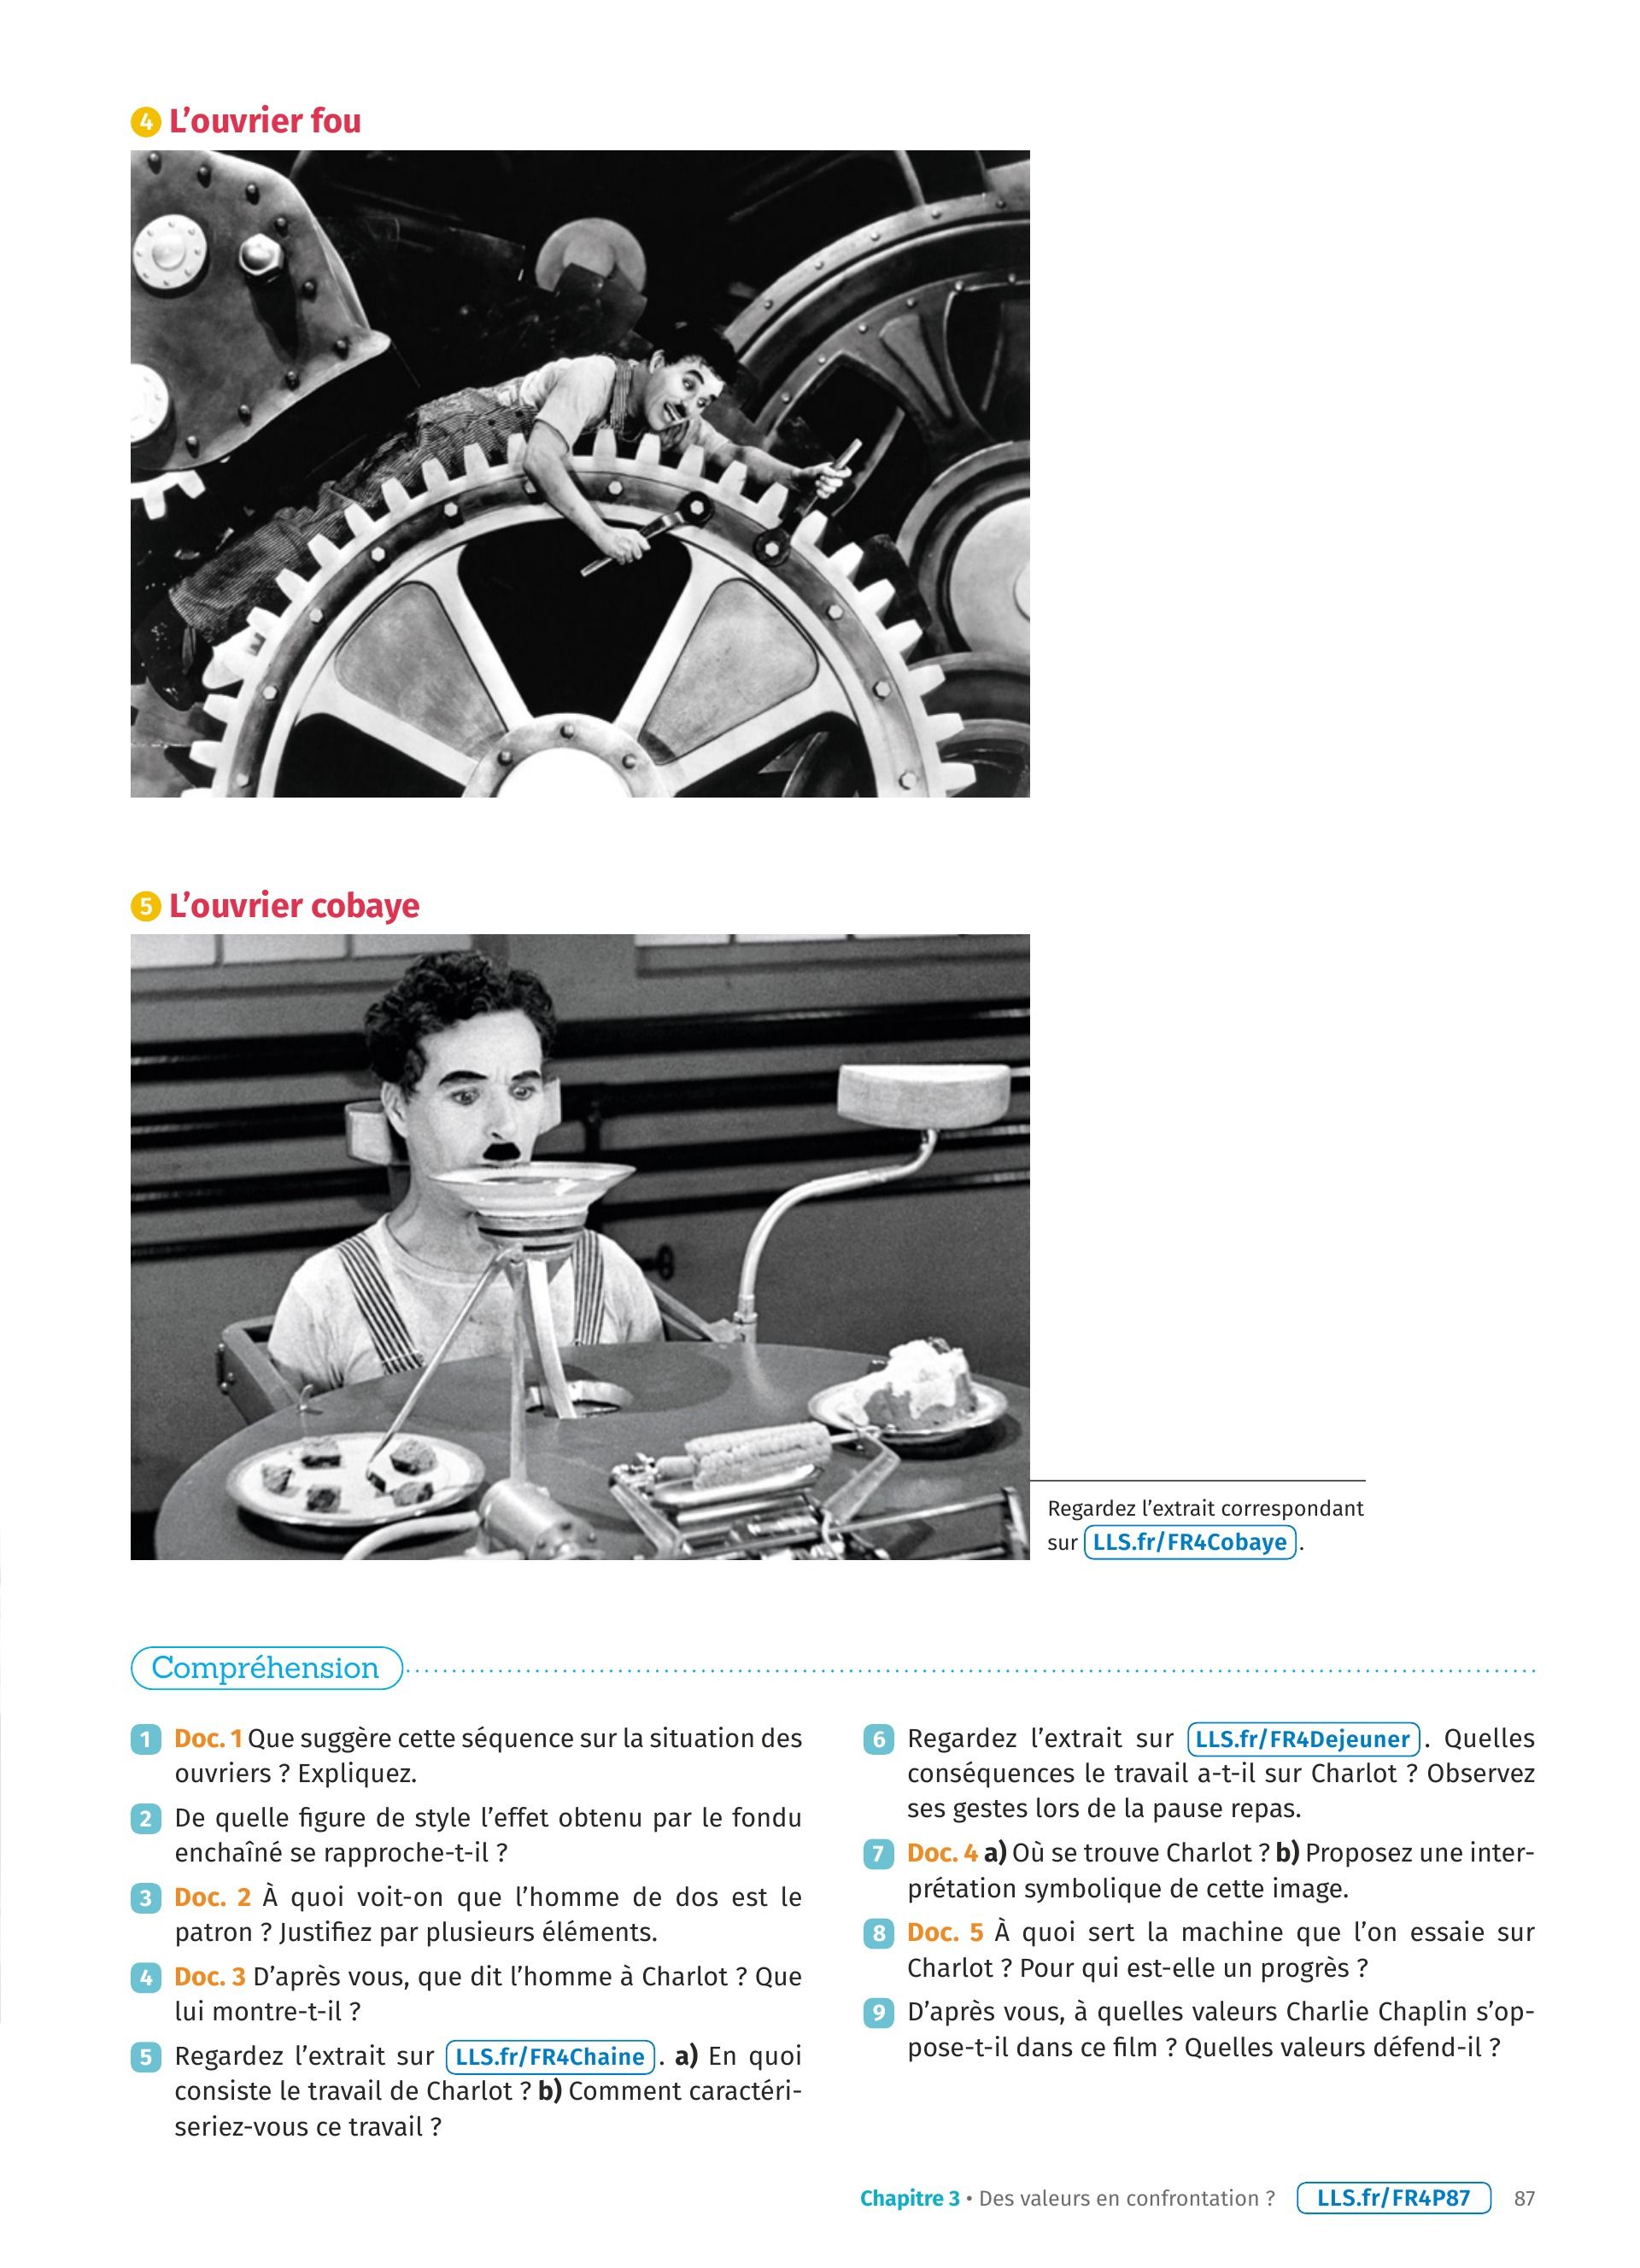 4 L'ouvrier fou
5 L'ouvrier cobaye
Regardez l'extrait correspondant
sur LLS.fr/FR4Cobaye .
Compréhension
1 Doc. 1 Que suggère cette séquence sur la situation des
ouvriers ? Expliquez.
2 De quelle figure de style l'effet obtenu par le fondu
enchaîné se rapproche-t-il ?
3 Doc. 2 À quoi voit-on que l'homme de dos est le
patron ? Justifiez par plusieurs éléments.
4 Doc. 3 D'après vous, que dit l'homme à Charlot ? Que
lui montre-t-il ?
5 Regardez l'extrait sur LLS.fr/FR4Chaine . a) En quoi
consiste le travail de Charlot ? b) Comment caractéri-
seriez-vous ce travail ?
6 Regardez l'extrait sur LLS.fr/FR4Dejeuner . Quelles
conséquences le travail a-t-il sur Charlot ? Observez
ses gestes lors de la pause repas.
7 Doc. 4 a) Où se trouve Charlot ? b) Proposez une inter-
prétation symbolique de cette image.
8 Doc. 5 À quoi sert la machine que l'on essaie sur
Charlot ? Pour qui est-elle un progrès ?
9 D'après vous, à quelles valeurs Charlie Chaplin s'op-
pose-t-il dans ce film ? Quelles valeurs défend-il ?
Chapitre 3 • Des valeurs en confrontation ? LLS.fr/FR4P87 87